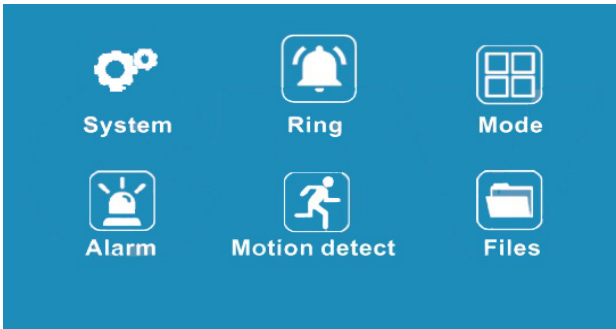 System
Ring
Mode
Alarm
Motion detect
Files